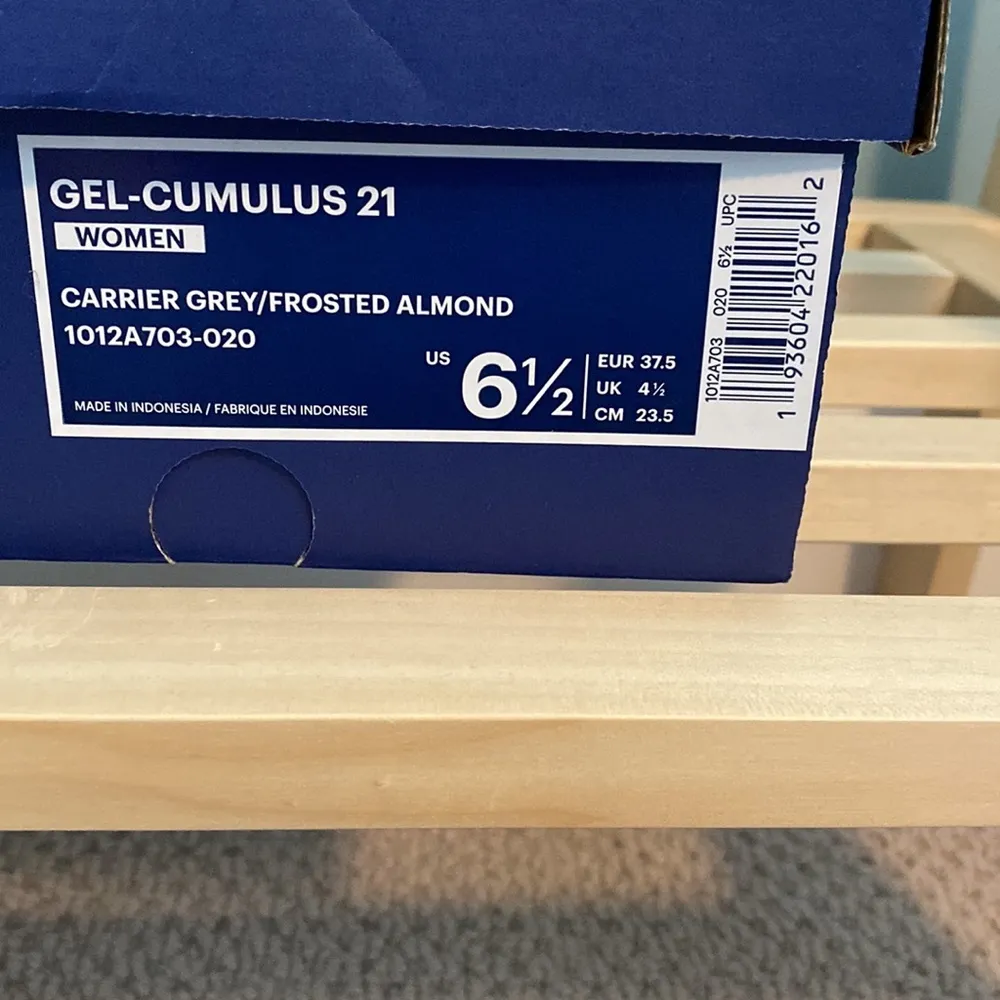 GEL-CUMULUS 21
WOMEN
CARRIER GREY/FROSTED ALMOND
1012A703-020
US 6½
EUR 37.5
UK 4½
CM 23.5
MADE IN INDONESIA / FABRIQUE EN INDONESIE
1012A703 020 6½ UPC
1 93604 22016 2